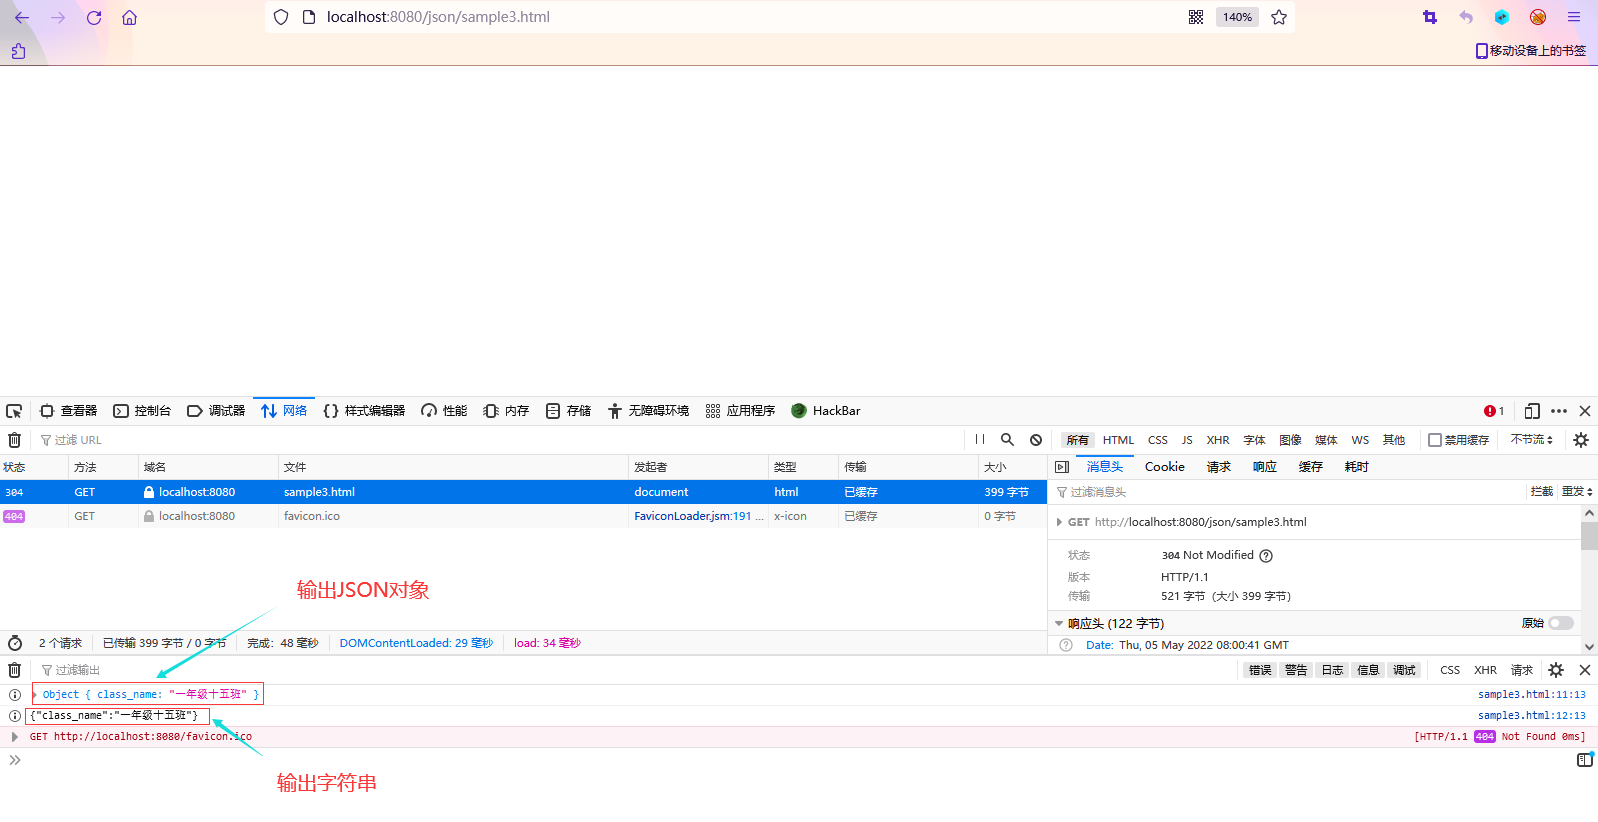 localhost:8080/json/sample3.html 140%
移动设备上的书签
查看器 控制台 调试器 网络 样式编辑器 性能 内存 存储 无障碍环境 应用程序 HackBar 1
过滤 URL 所有 HTML CSS JS XHR 字体 图像 媒体 WS 其他 禁用缓存 不节流
状态 方法 域名 文件 发起者 类型 传输 大小
304 GET localhost:8080 sample3.html document html 已缓存 399 字节
404 GET localhost:8080 favicon.ico FaviconLoader.jsm:191 ... x-icon 已缓存 0 字节
消息头 Cookie 请求 响应 缓存 耗时
过滤消息头 拦截 重发
GET http://localhost:8080/json/sample3.html
状态 304 Not Modified
版本 HTTP/1.1
传输 521 字节（大小 399 字节）
响应头 (122 字节) 原始
Date: Thu, 05 May 2022 08:00:41 GMT
输出JSON对象
2 个请求 已传输 399 字节 / 0 字节 完成：48 毫秒 DOMContentLoaded: 29 毫秒 load: 34 毫秒
过滤输出 错误 警告 日志 信息 调试 CSS XHR 请求
Object { class_name: "一年级十五班" } sample3.html:11:13
{"class_name":"一年级十五班"} sample3.html:12:13
GET http://localhost:8080/favicon.ico [HTTP/1.1 404 Not Found 0ms]
输出字符串